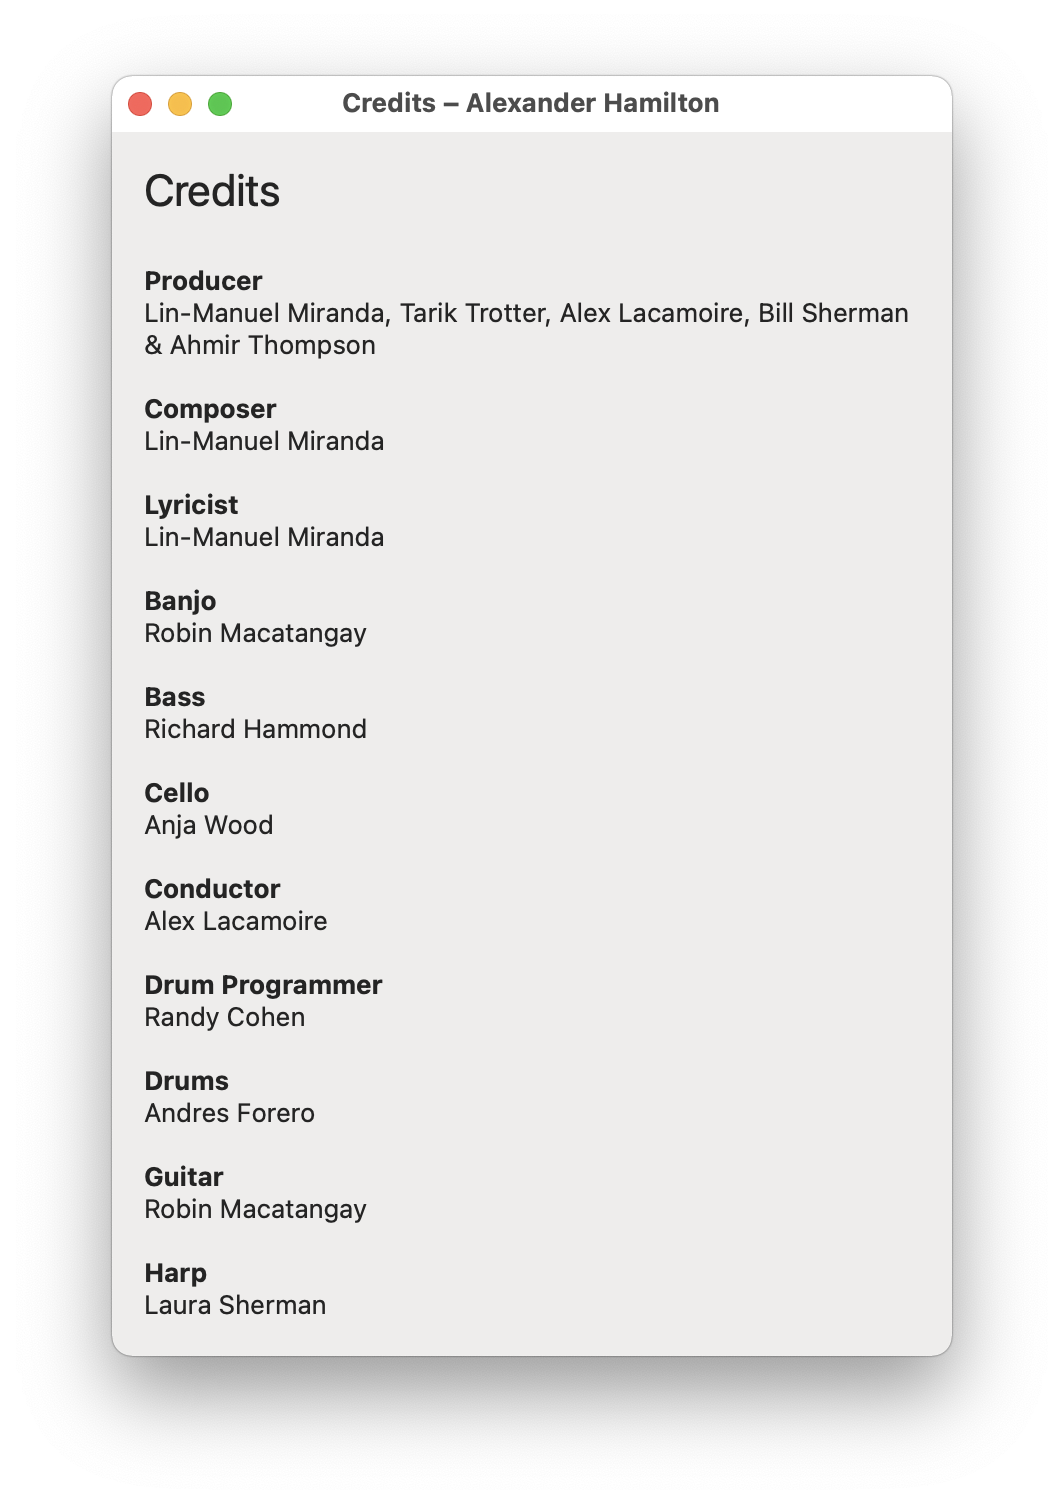 Credits – Alexander Hamilton
Credits
Producer
Lin-Manuel Miranda, Tarik Trotter, Alex Lacamoire, Bill Sherman
& Ahmir Thompson
Composer
Lin-Manuel Miranda
Lyricist
Lin-Manuel Miranda
Banjo
Robin Macatangay
Bass
Richard Hammond
Cello
Anja Wood
Conductor
Alex Lacamoire
Drum Programmer
Randy Cohen
Drums
Andres Forero
Guitar
Robin Macatangay
Harp
Laura Sherman